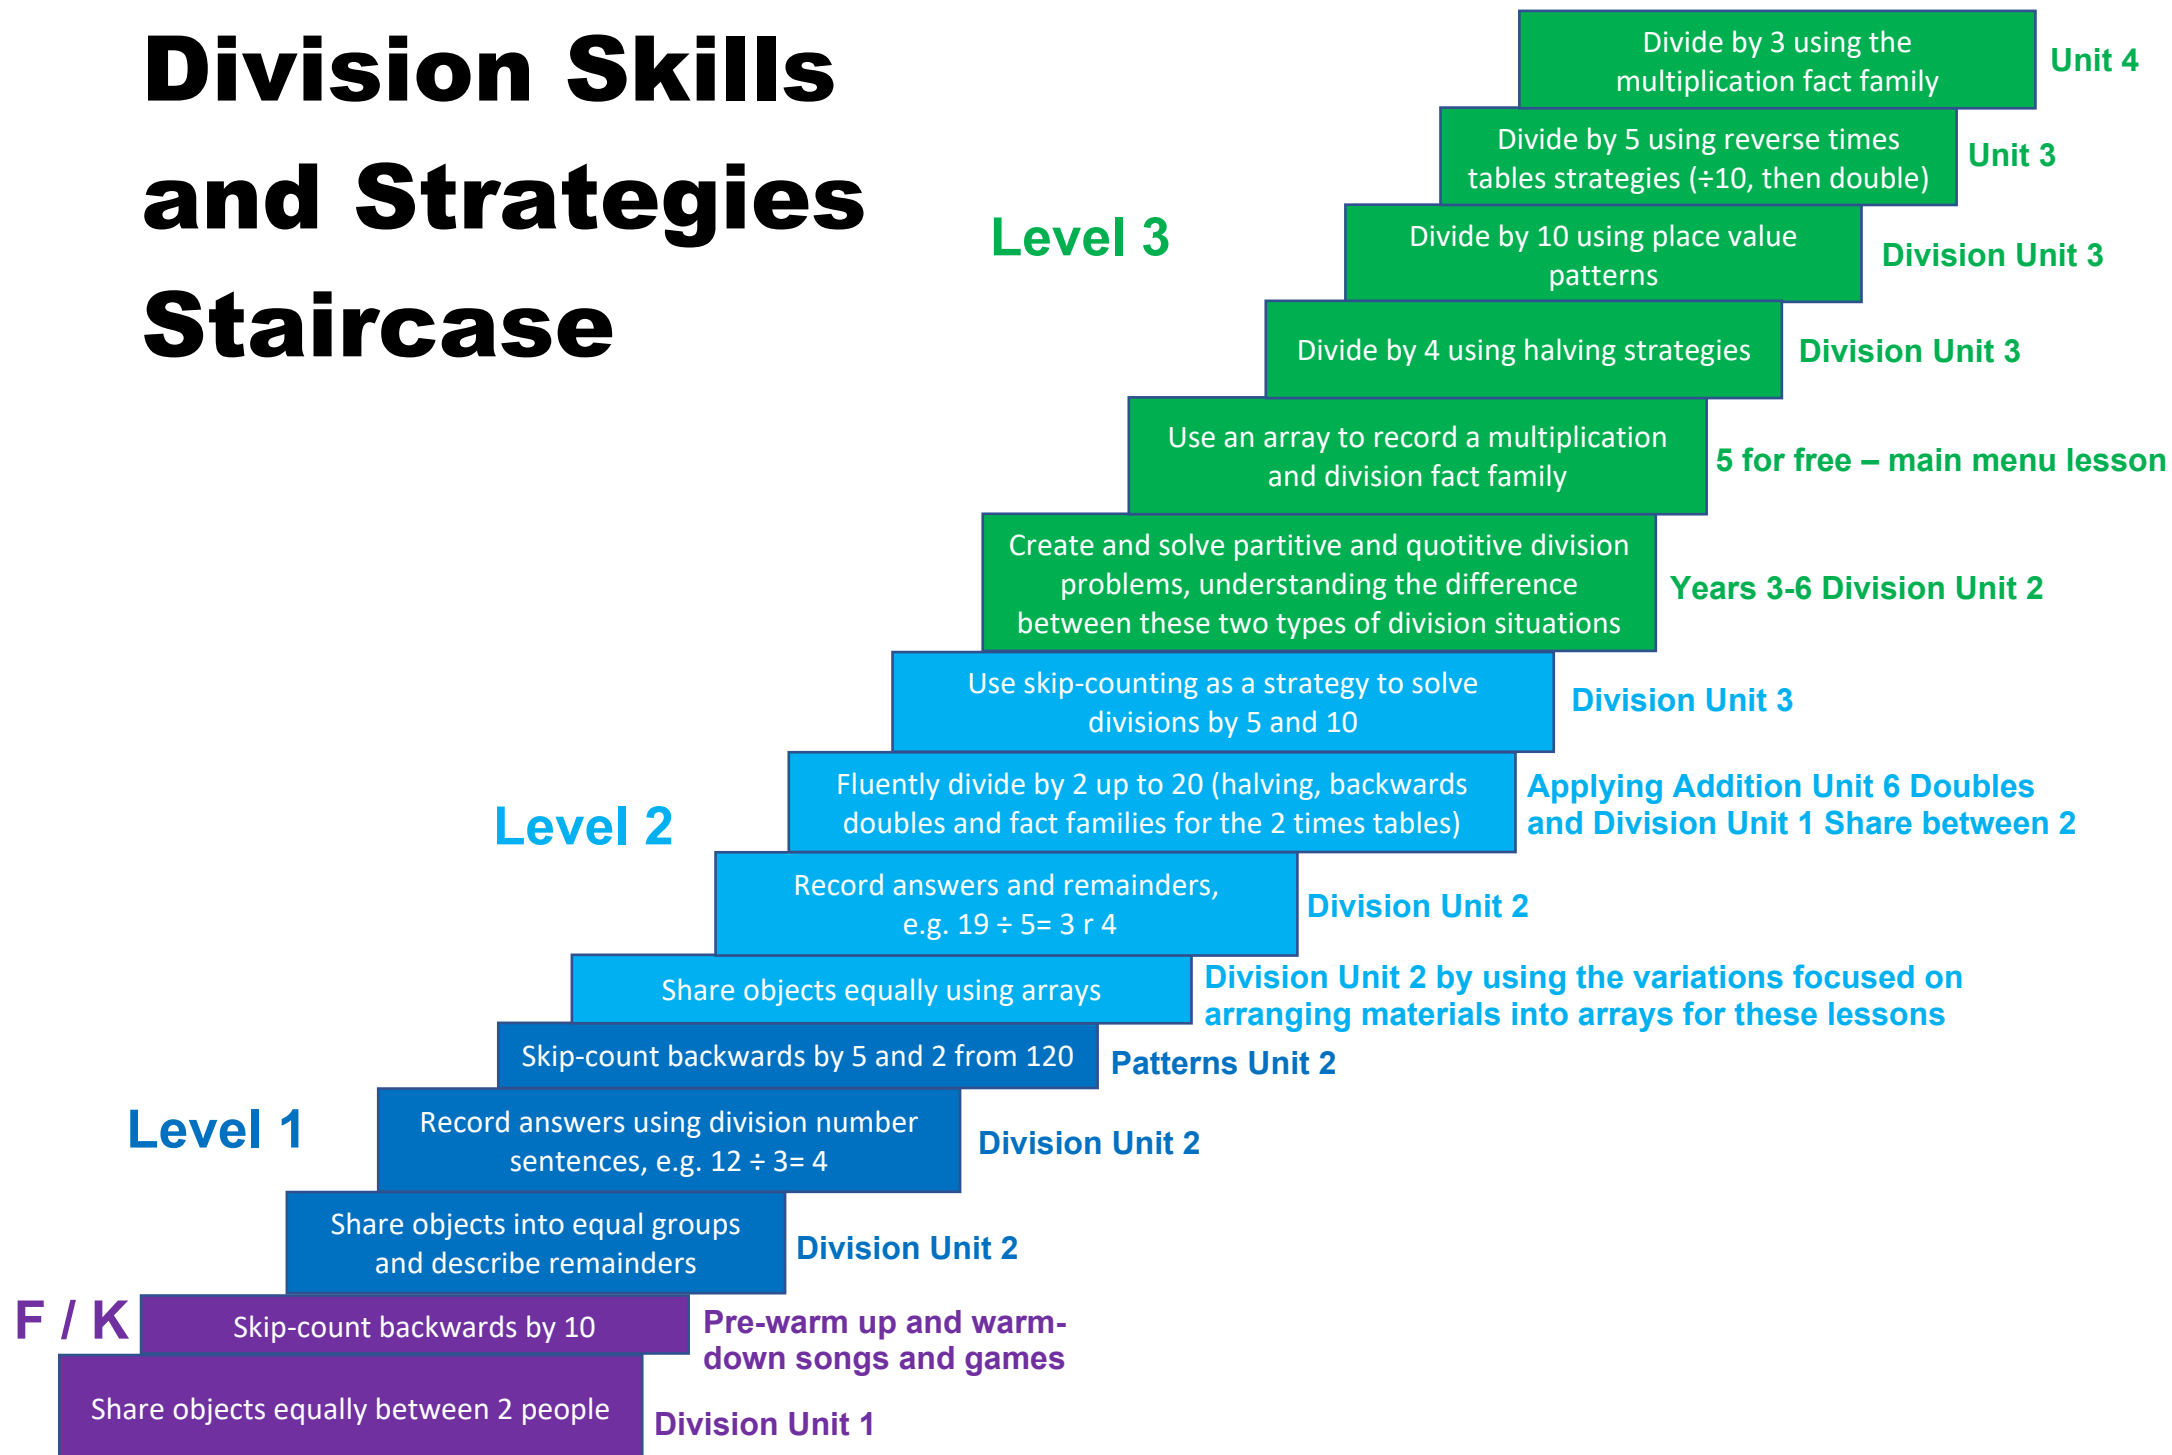 Division Skills
and Strategies
Staircase
Divide by 3 using the
multiplication fact family
Unit 4
Divide by 5 using reverse times
tables strategies (÷10, then double)
Unit 3
Level 3
Divide by 10 using place value
patterns
Division Unit 3
Divide by 4 using halving strategies
Division Unit 3
Use an array to record a multiplication
and division fact family
5 for free – main menu lesson
Create and solve partitive and quotitive division
problems, understanding the difference
between these two types of division situations
Years 3-6 Division Unit 2
Use skip-counting as a strategy to solve
divisions by 5 and 10
Division Unit 3
Level 2
Fluently divide by 2 up to 20 (halving, backwards
doubles and fact families for the 2 times tables)
Applying Addition Unit 6 Doubles
and Division Unit 1 Share between 2
Record answers and remainders,
e.g. 19 ÷ 5= 3 r 4
Division Unit 2
Share objects equally using arrays
Division Unit 2 by using the variations focused on
arranging materials into arrays for these lessons
Skip-count backwards by 5 and 2 from 120
Patterns Unit 2
Level 1
Record answers using division number
sentences, e.g. 12 ÷ 3= 4
Division Unit 2
Share objects into equal groups
and describe remainders
Division Unit 2
F / K
Skip-count backwards by 10
Pre-warm up and warm-
down songs and games
Share objects equally between 2 people
Division Unit 1